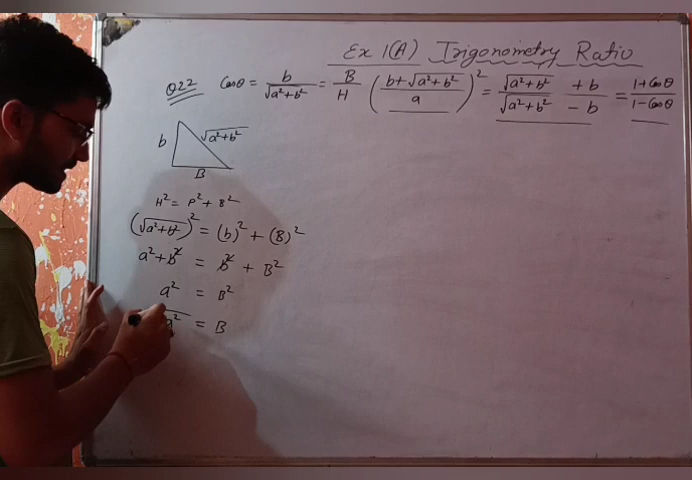 Ex 1(A) Trigonometry Ratio
Q22 Cosθ = b/√a²+b² = B/H (b+√a²+b²/a)² = √a²+b² + b/√a²+b² - b = 1+Cosθ/1-Cosθ
b √a²+b²
B
H² = P² + B²
(√a²+b²)² = (b)² + (B)²
a²+b² = b² + B²
a² = B²
√a² = B